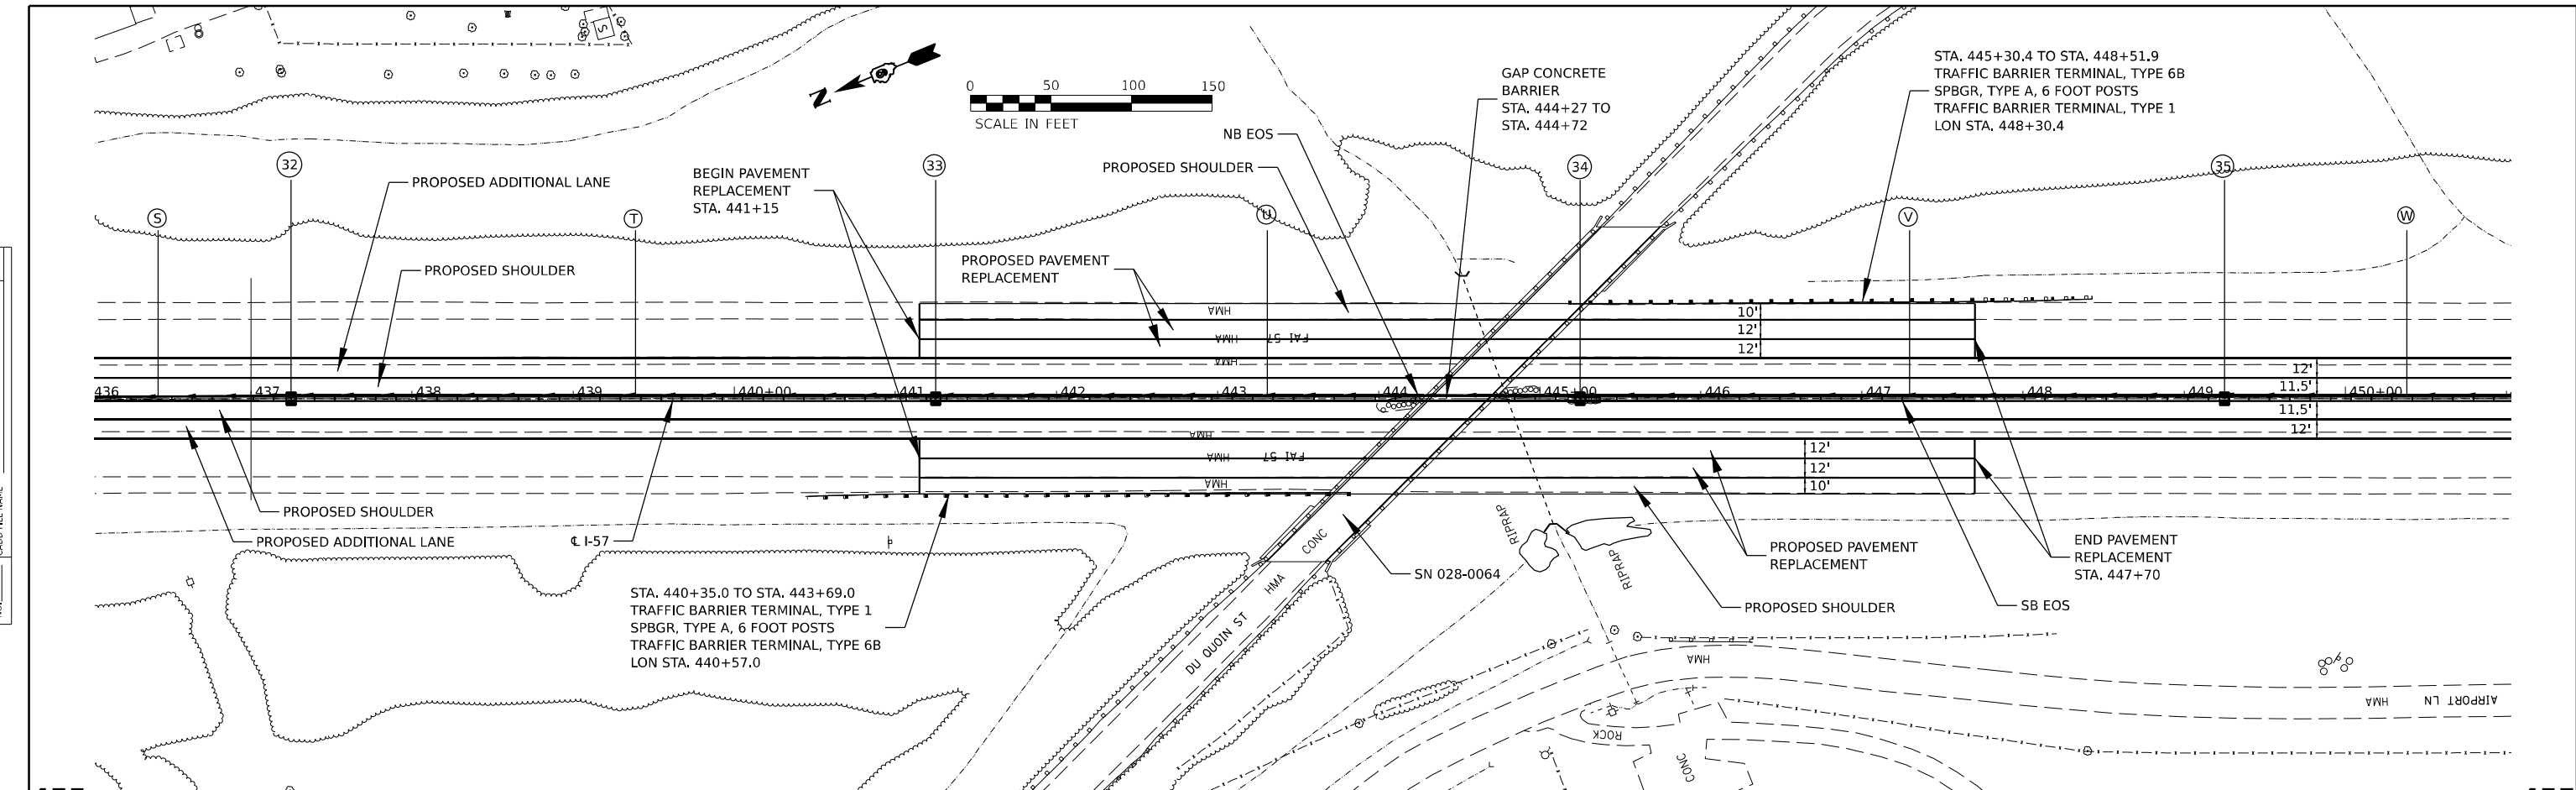 S
N
0 50 100 150
SCALE IN FEET
GAP CONCRETE
BARRIER
STA. 444+27 TO
STA. 444+72
STA. 445+30.4 TO STA. 448+51.9
TRAFFIC BARRIER TERMINAL, TYPE 6B
SPBGR, TYPE A, 6 FOOT POSTS
TRAFFIC BARRIER TERMINAL, TYPE 1
LON STA. 448+30.4
NB EOS
PROPOSED SHOULDER
32
33
34
35
PROPOSED ADDITIONAL LANE
BEGIN PAVEMENT
REPLACEMENT
STA. 441+15
S
T
U
V
W
PROPOSED SHOULDER
PROPOSED PAVEMENT
REPLACEMENT
HMA
10'
HMA FAI 57
12'
12'
HMA
12'
11.5'
436 437 438 439 440+00 441 442 443 444 445+00 446 447 448 449 450+00
11.5'
12'
HMA
HMA FAI 57
12'
12'
HMA
10'
PROPOSED SHOULDER
PROPOSED ADDITIONAL LANE
℄ I-57
RIPRAP
RIPRAP
CONC
HMA
SN 028-0064
DU QUOIN ST
PROPOSED PAVEMENT
REPLACEMENT
END PAVEMENT
REPLACEMENT
STA. 447+70
PROPOSED SHOULDER
SB EOS
STA. 440+35.0 TO STA. 443+69.0
TRAFFIC BARRIER TERMINAL, TYPE 1
SPBGR, TYPE A, 6 FOOT POSTS
TRAFFIC BARRIER TERMINAL, TYPE 6B
LON STA. 440+57.0
HMA
HMA
AIRPORT LN
ROCK
CONC